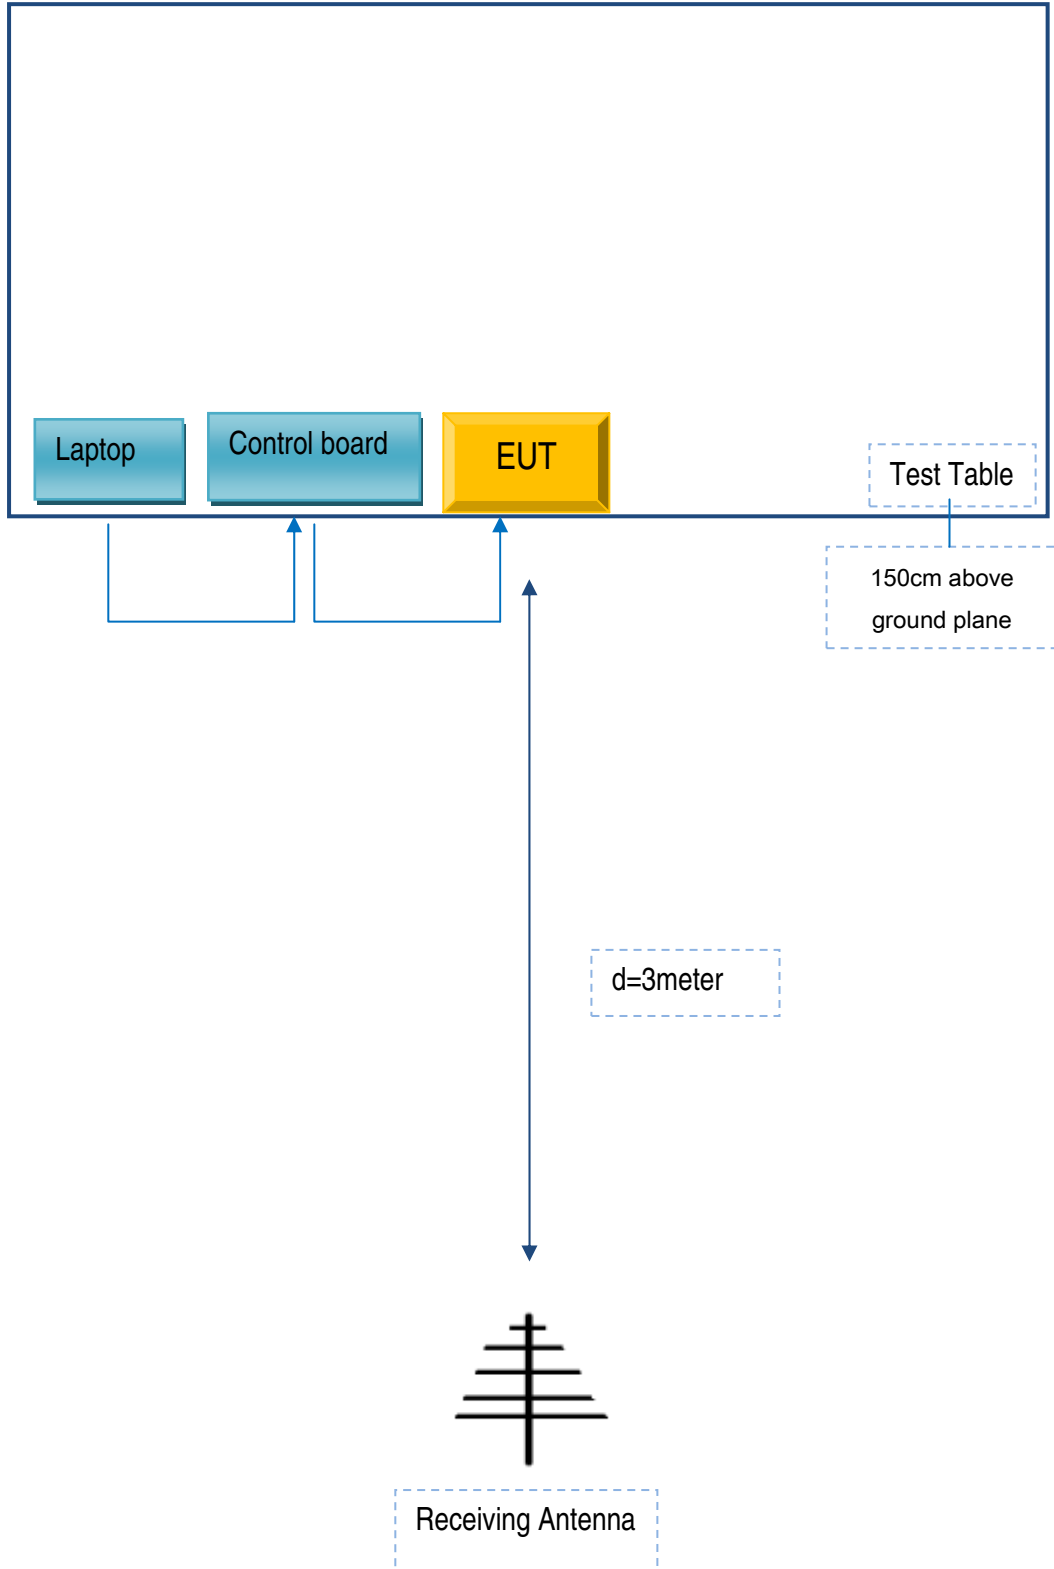 Laptop
Control board
EUT
Test Table
150cm above
ground plane
d=3meter
Receiving Antenna